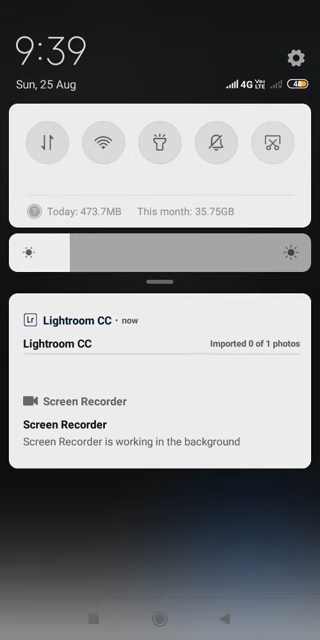 9:39
Sun, 25 Aug
4G VoLTE
Today: 473.7MB This month: 35.75GB
Lr Lightroom CC • now
Lightroom CC Imported 0 of 1 photos
Screen Recorder
Screen Recorder
Screen Recorder is working in the background